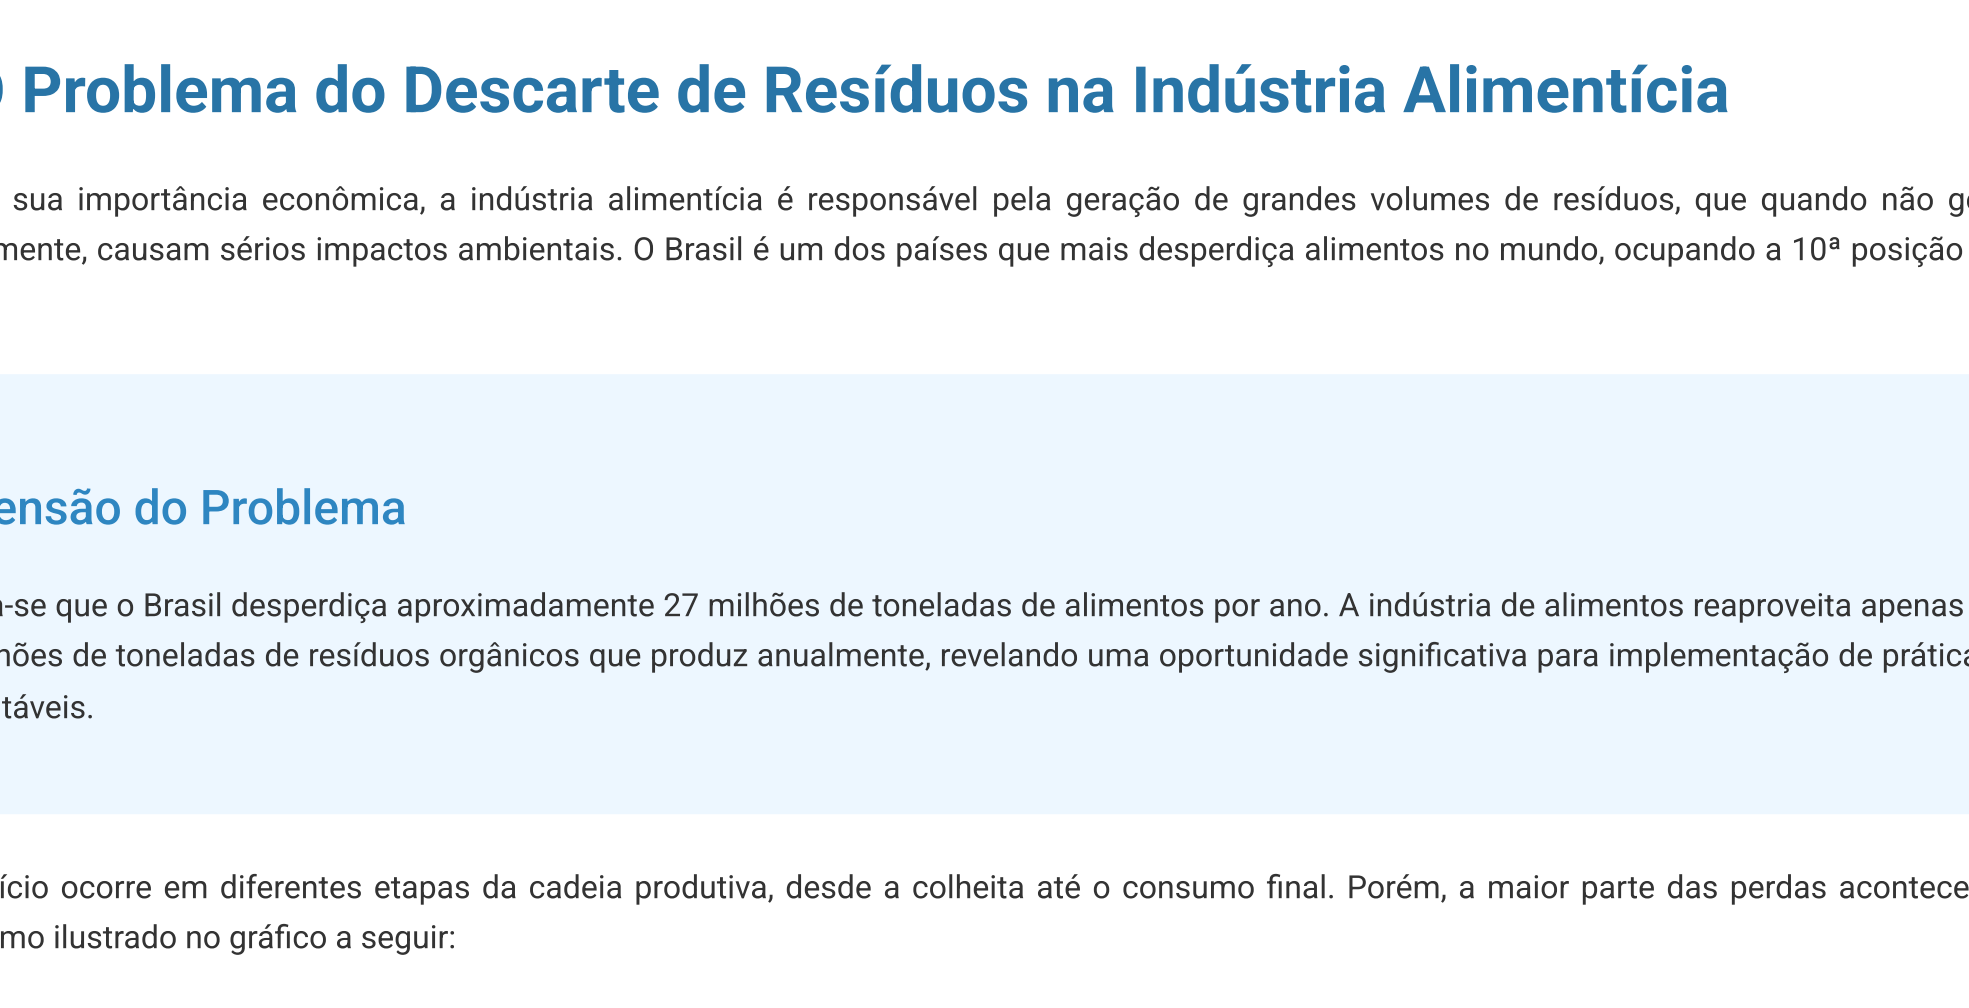 Problema do Descarte de Resíduos na Indústria Alimentícia
sua importância econômica, a indústria alimentícia é responsável pela geração de grandes volumes de resíduos, que quando não
mente, causam sérios impactos ambientais. O Brasil é um dos países que mais desperdiça alimentos no mundo, ocupando a 10ª posição
ensão do Problema
-se que o Brasil desperdiça aproximadamente 27 milhões de toneladas de alimentos por ano. A indústria de alimentos reaproveita apenas
hões de toneladas de resíduos orgânicos que produz anualmente, revelando uma oportunidade significativa para implementação de prática
táveis.
ício ocorre em diferentes etapas da cadeia produtiva, desde a colheita até o consumo final. Porém, a maior parte das perdas acontece
mo ilustrado no gráfico a seguir: